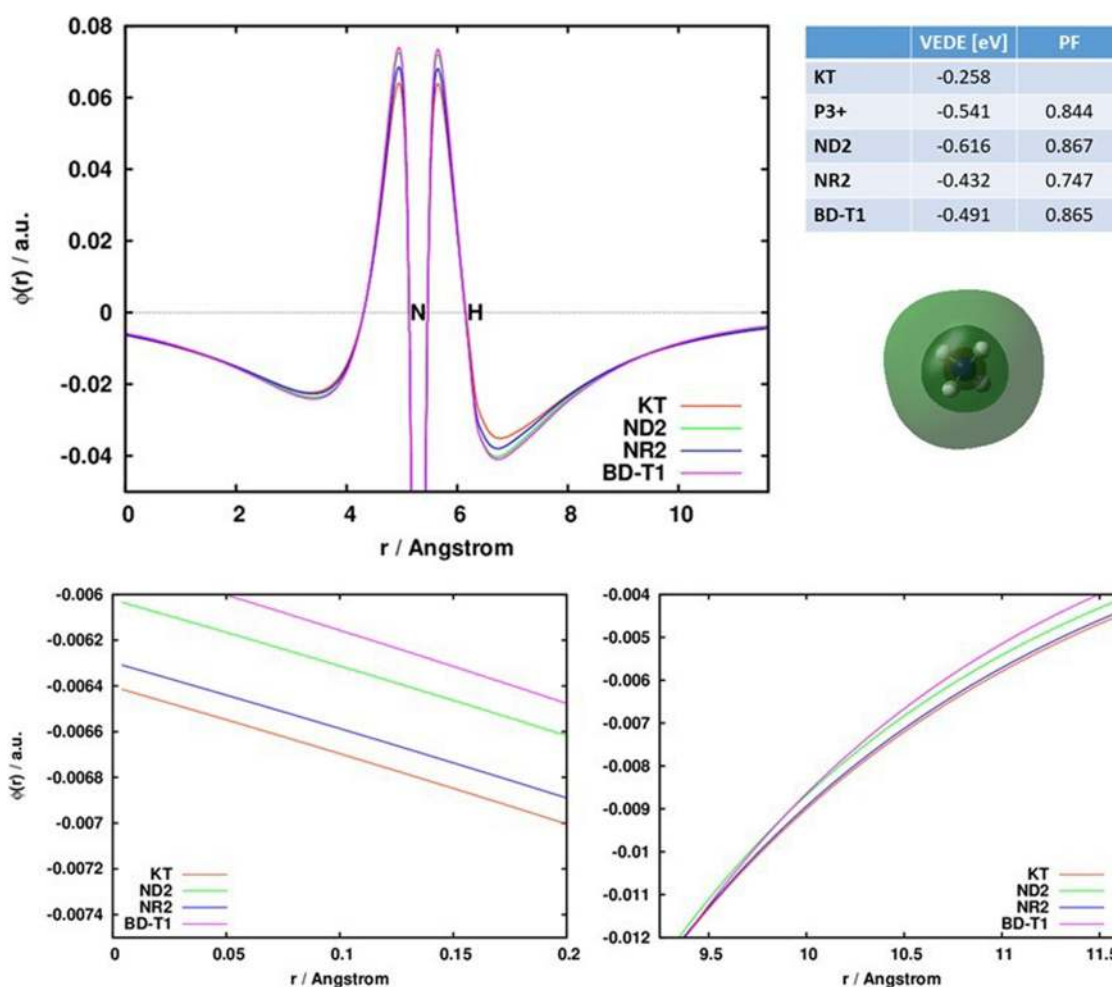 0.08
0.06
0.04
0.02
0
-0.02
-0.04
ϕ(r) / a.u.
N H
KT
ND2
NR2
BD-T1
0 2 4 6 8 10
r / Angstrom
VEDE [eV] PF
KT -0.258
P3+ -0.541 0.844
ND2 -0.616 0.867
NR2 -0.432 0.747
BD-T1 -0.491 0.865
-0.006
-0.0062
-0.0064
-0.0066
-0.0068
-0.007
-0.0072
-0.0074
ϕ(r) / a.u.
KT
ND2
NR2
BD-T1
0 0.05 0.1 0.15 0.2
r / Angstrom
-0.004
-0.005
-0.006
-0.007
-0.008
-0.009
-0.01
-0.011
-0.012
KT
ND2
NR2
BD-T1
9.5 10 10.5 11 11.5
r / Angstrom